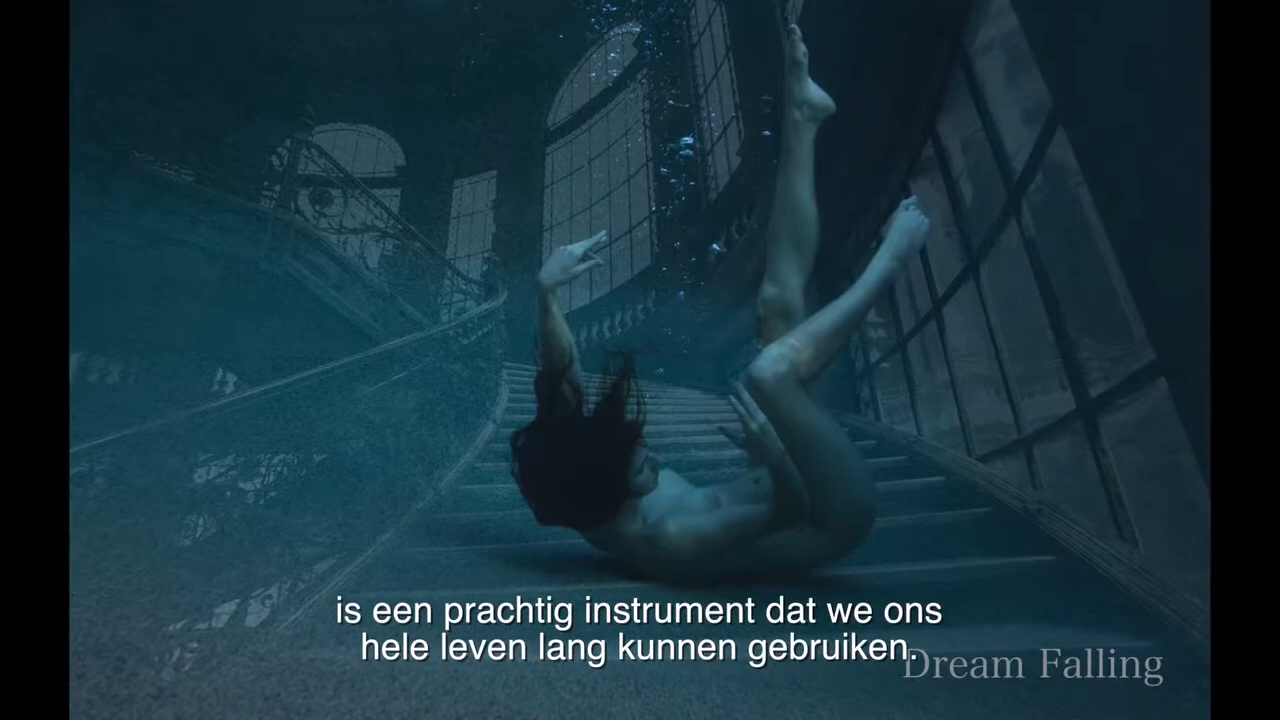 is een prachtig instrument dat we ons
hele leven lang kunnen gebruiken.
Dream Falling